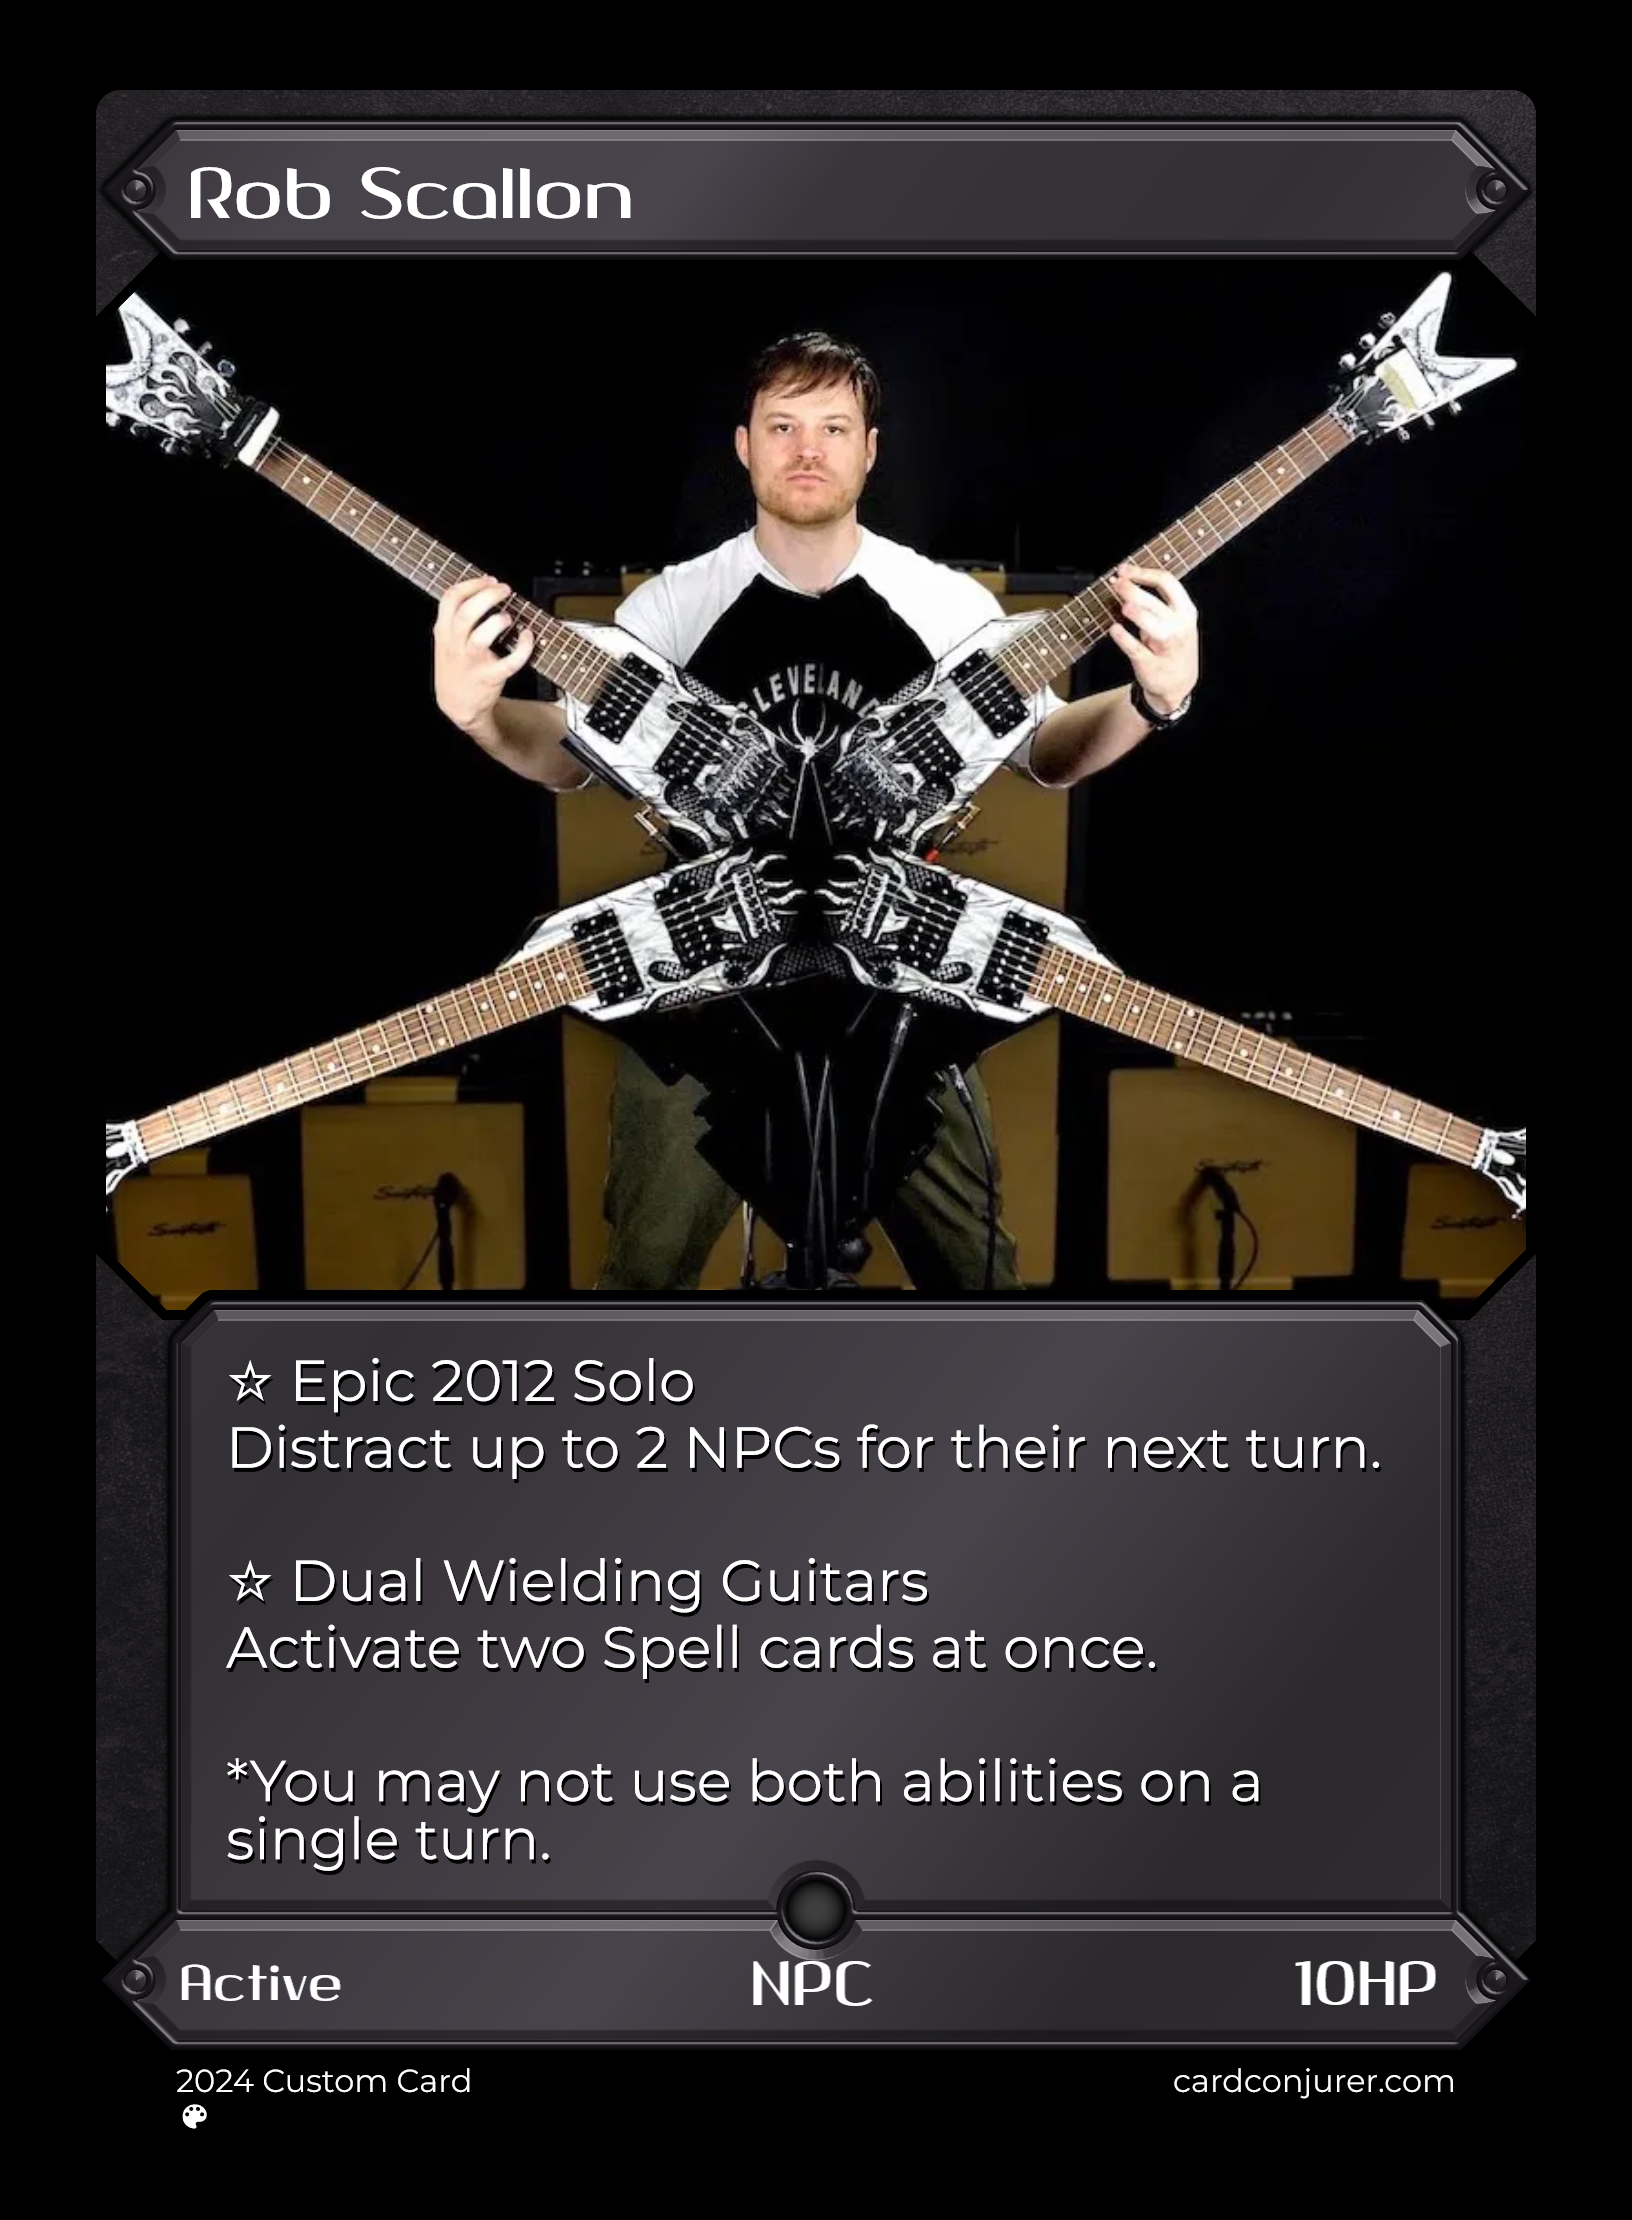 Rob Scallon
CLEVELAND
☆ Epic 2012 Solo
Distract up to 2 NPCs for their next turn.
☆ Dual Wielding Guitars
Activate two Spell cards at once.
*You may not use both abilities on a
single turn.
Active
NPC
10HP
2024 Custom Card
cardconjurer.com